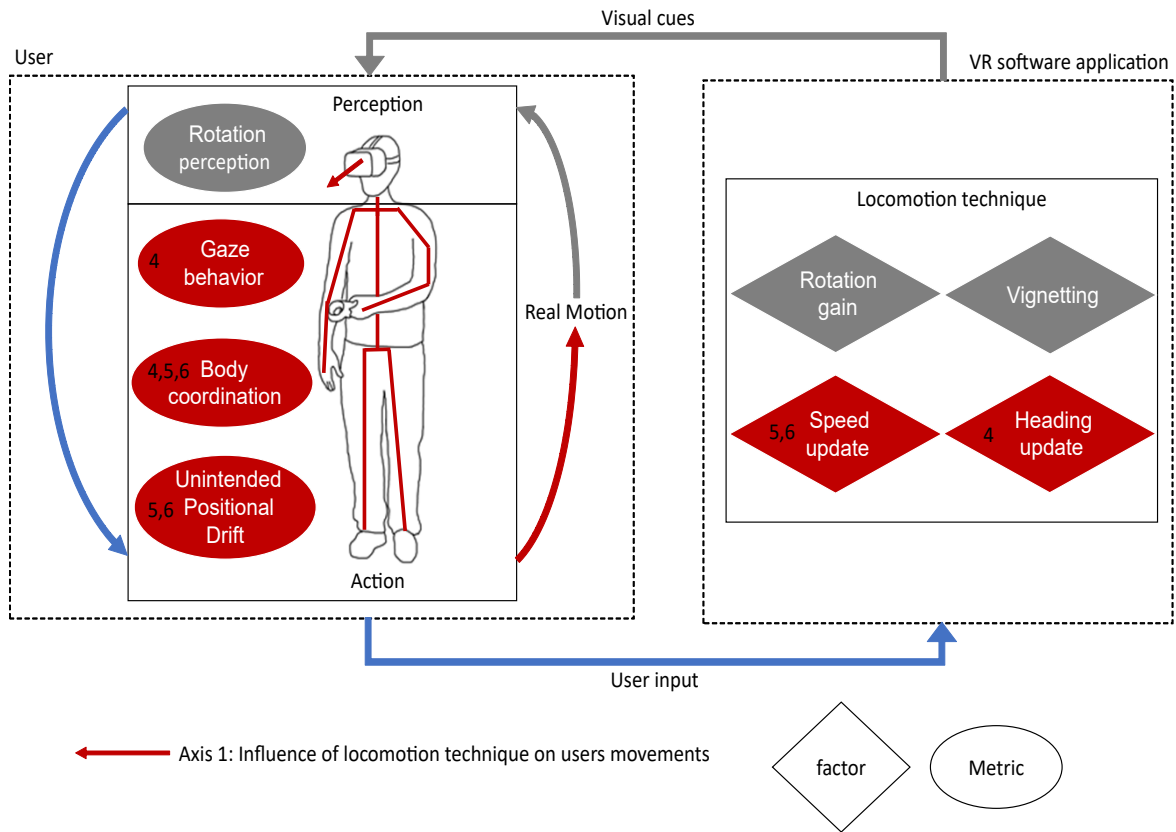 Visual cues
User
VR software application
Perception
Rotation
perception
Locomotion technique
4 Gaze
behavior
Rotation
gain
Vignetting
Real Motion
4,5,6 Body
coordination
5,6 Speed
update
4 Heading
update
Unintended
5,6 Positional
Drift
Action
User input
Axis 1: Influence of locomotion technique on users movements
factor
Metric